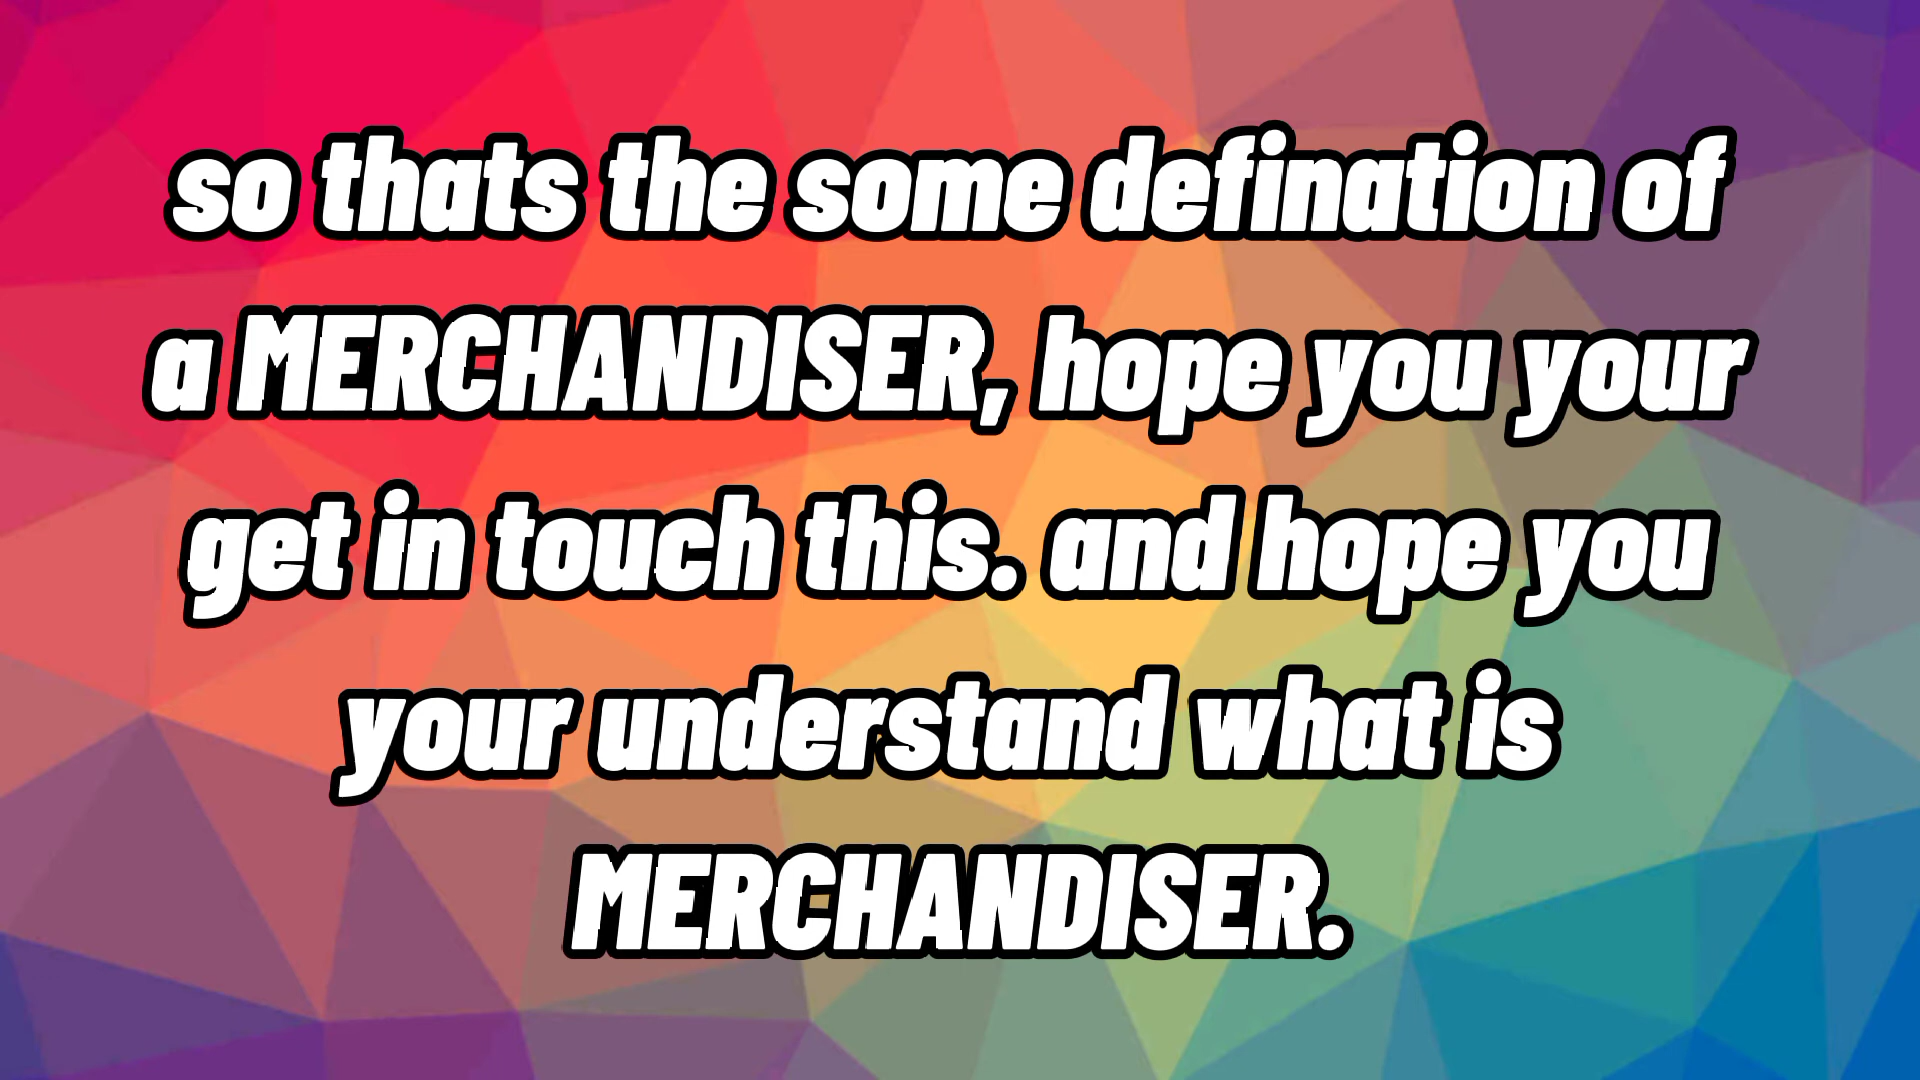 so thats the some defination of
a MERCHANDISER, hope you your
get in touch this. and hope you
your understand what is
MERCHANDISER.